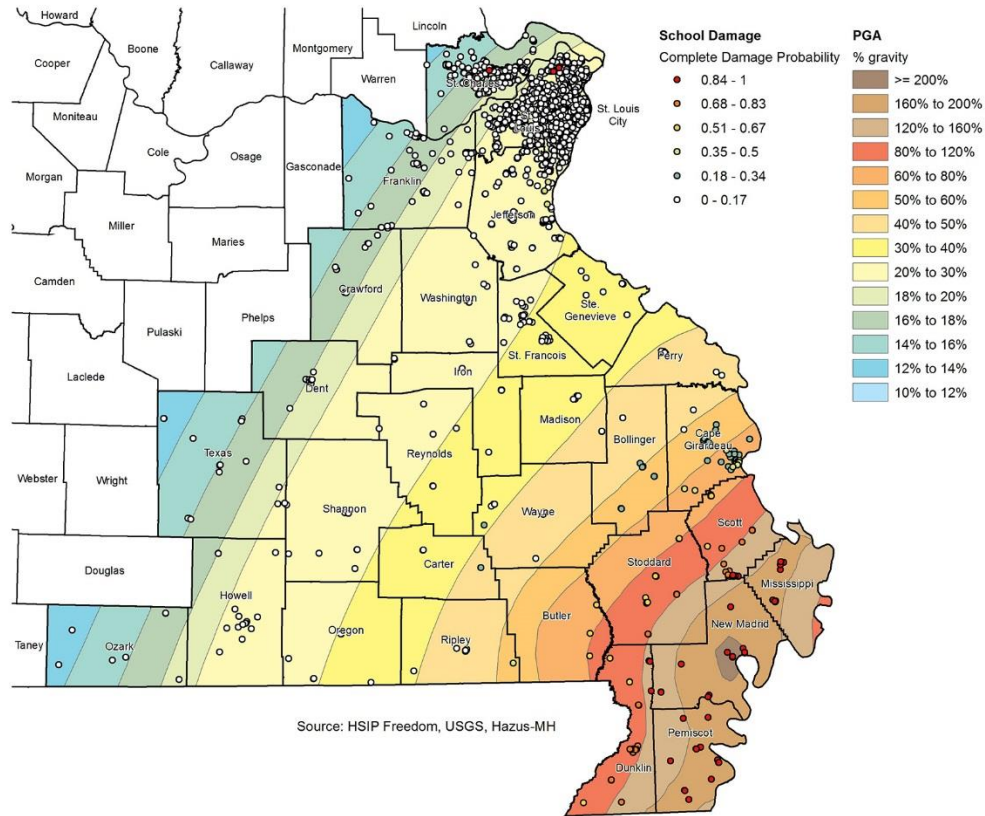 Howard
Cooper
Boone
Callaway
Montgomery
Lincoln
Warren
St. Charles
St. Louis
City
St.
Louis
Moniteau
Cole
Osage
Gasconade
Franklin
Morgan
Miller
Maries
Jefferson
Camden
Crawford
Washington
Ste.
Genevieve
Pulaski
Phelps
St. Francois
Perry
Laclede
Dent
Iron
Madison
Bollinger
Cape
Girardeau
Texas
Reynolds
Webster
Wright
Shannon
Wayne
Scott
Stoddard
Mississippi
Douglas
Carter
Howell
Butler
New Madrid
Taney
Ozark
Oregon
Ripley
Pemiscot
Dunklin
Source: HSIP Freedom, USGS, Hazus-MH
School Damage
Complete Damage Probability
0.84 - 1
0.68 - 0.83
0.51 - 0.67
0.35 - 0.5
0.18 - 0.34
0 - 0.17
PGA
% gravity
>= 200%
160% to 200%
120% to 160%
80% to 120%
60% to 80%
50% to 60%
40% to 50%
30% to 40%
20% to 30%
18% to 20%
16% to 18%
14% to 16%
12% to 14%
10% to 12%